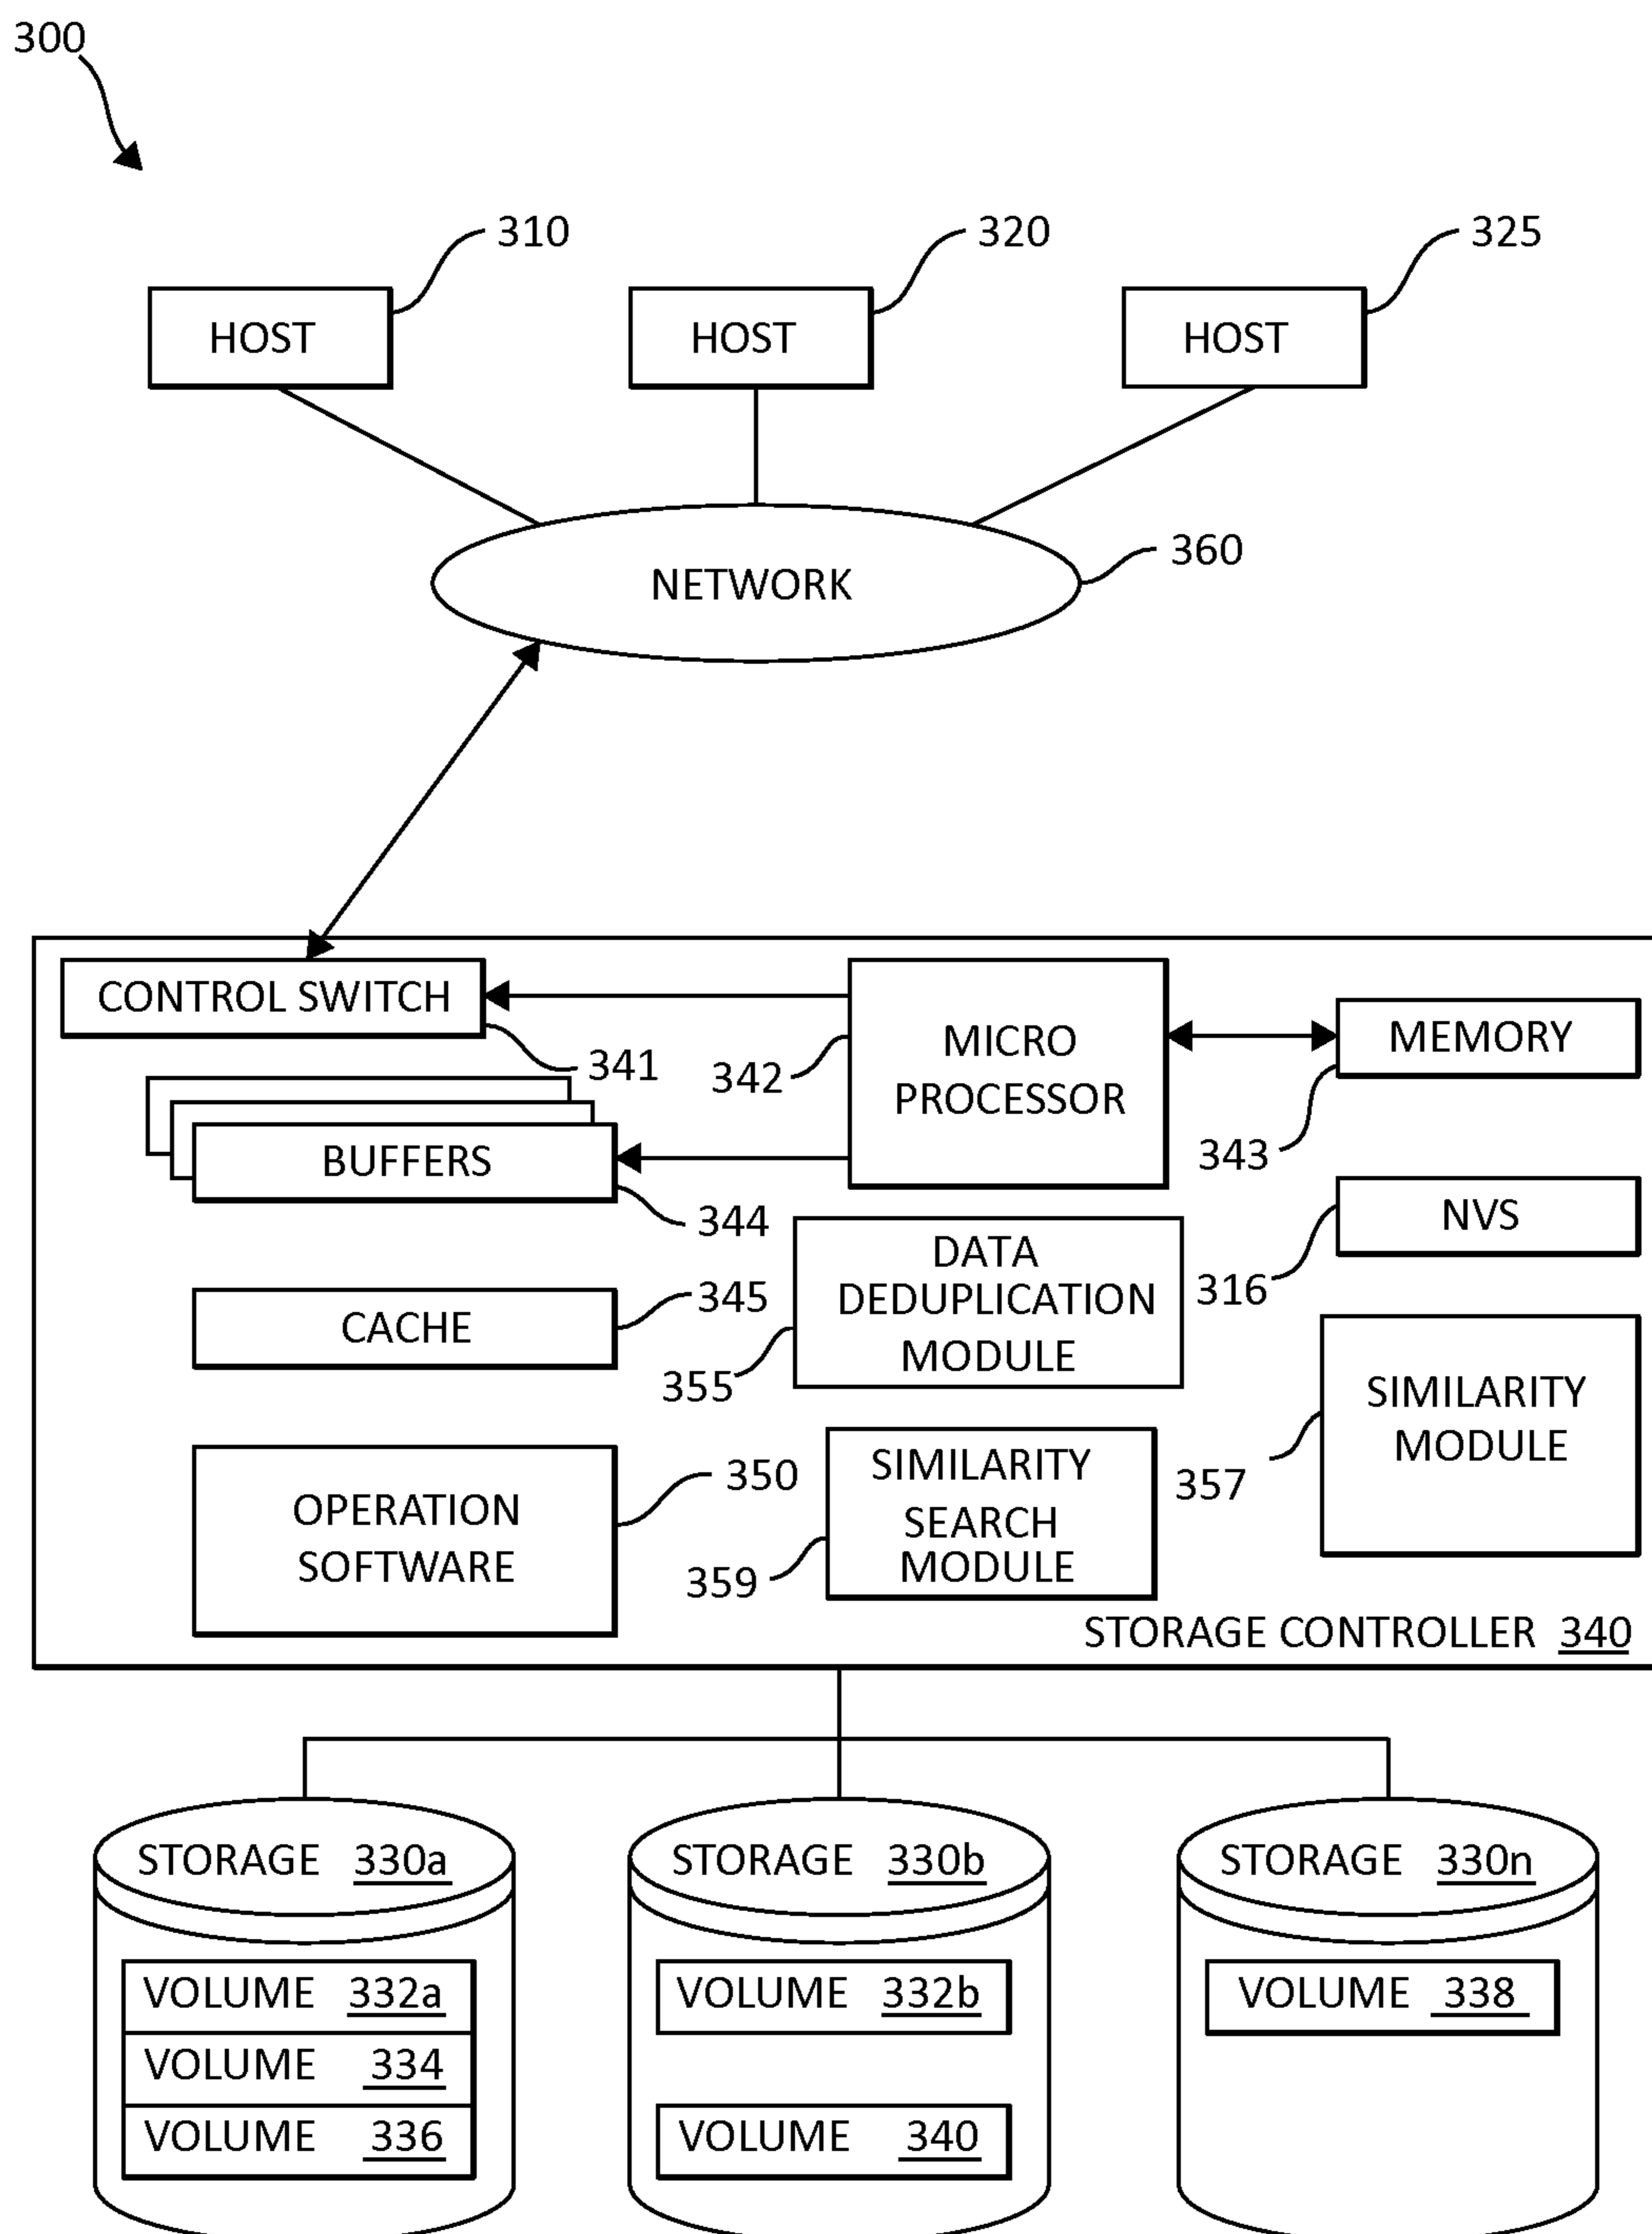 300
310
320
325
HOST
HOST
HOST
360
NETWORK
CONTROL SWITCH
341
342
MICRO
PROCESSOR
MEMORY
343
BUFFERS
344
NVS
316
DATA
DEDUPLICATION
MODULE
355
CACHE
345
SIMILARITY
MODULE
357
OPERATION
SOFTWARE
350
SIMILARITY
SEARCH
MODULE
359
STORAGE CONTROLLER 340
STORAGE 330a
VOLUME 332a
VOLUME 334
VOLUME 336
STORAGE 330b
VOLUME 332b
VOLUME 340
STORAGE 330n
VOLUME 338